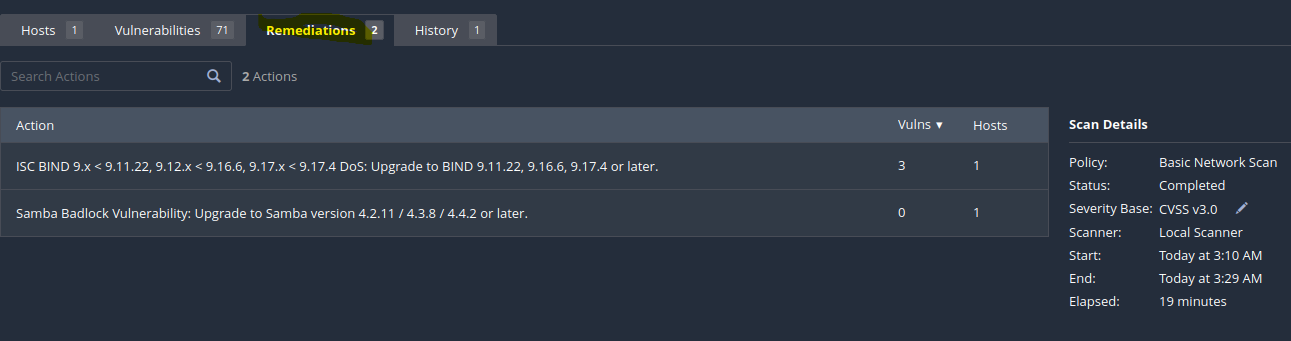 Hosts 1 Vulnerabilities 71 Remediations 2 History 1
Search Actions 2 Actions
Action Vulns ▼ Hosts
ISC BIND 9.x < 9.11.22, 9.12.x < 9.16.6, 9.17.x < 9.17.4 DoS: Upgrade to BIND 9.11.22, 9.16.6, 9.17.4 or later. 3 1
Samba Badlock Vulnerability: Upgrade to Samba version 4.2.11 / 4.3.8 / 4.4.2 or later. 0 1
Scan Details
Policy: Basic Network Scan
Status: Completed
Severity Base: CVSS v3.0
Scanner: Local Scanner
Start: Today at 3:10 AM
End: Today at 3:29 AM
Elapsed: 19 minutes